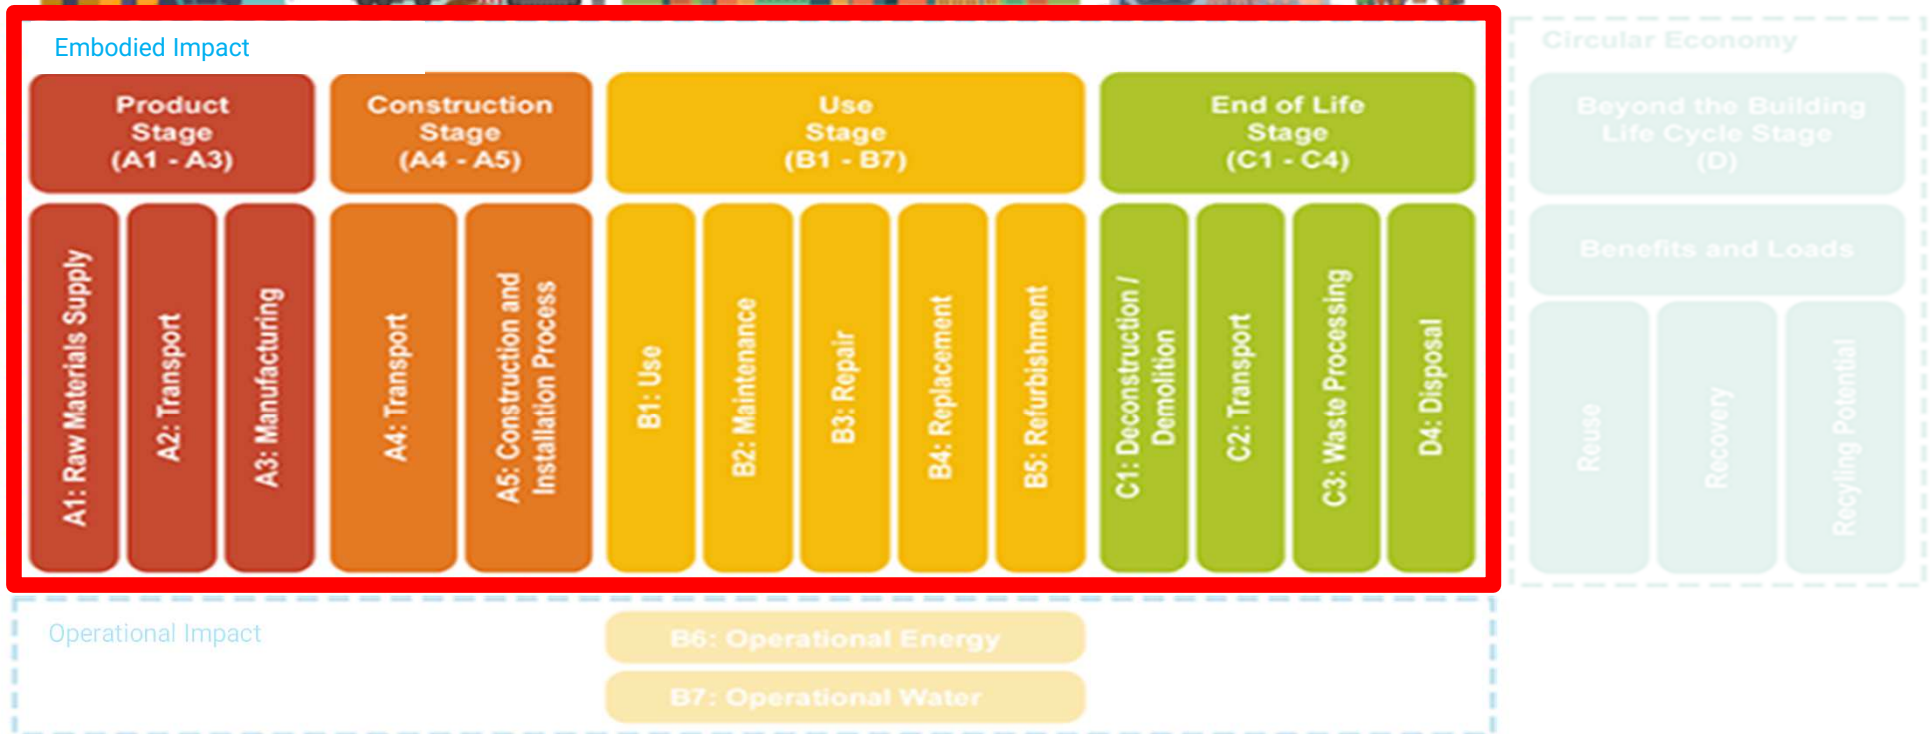 Embodied Impact
Product
Stage
(A1 - A3)
Construction
Stage
(A4 - A5)
Use
Stage
(B1 - B7)
End of Life
Stage
(C1 - C4)
A1: Raw Materials Supply
A2: Transport
A3: Manufacturing
A4: Transport
A5: Construction and
Installation Process
B1: Use
B2: Maintenance
B3: Repair
B4: Replacement
B5: Refurbishment
C1: Deconstruction /
Demolition
C2: Transport
C3: Waste Processing
D4: Disposal
Circular Economy
Beyond the Building
Life Cycle Stage
(D)
Benefits and Loads
Reuse
Recovery
Recyling Potential
Operational Impact
B6: Operational Energy
B7: Operational Water